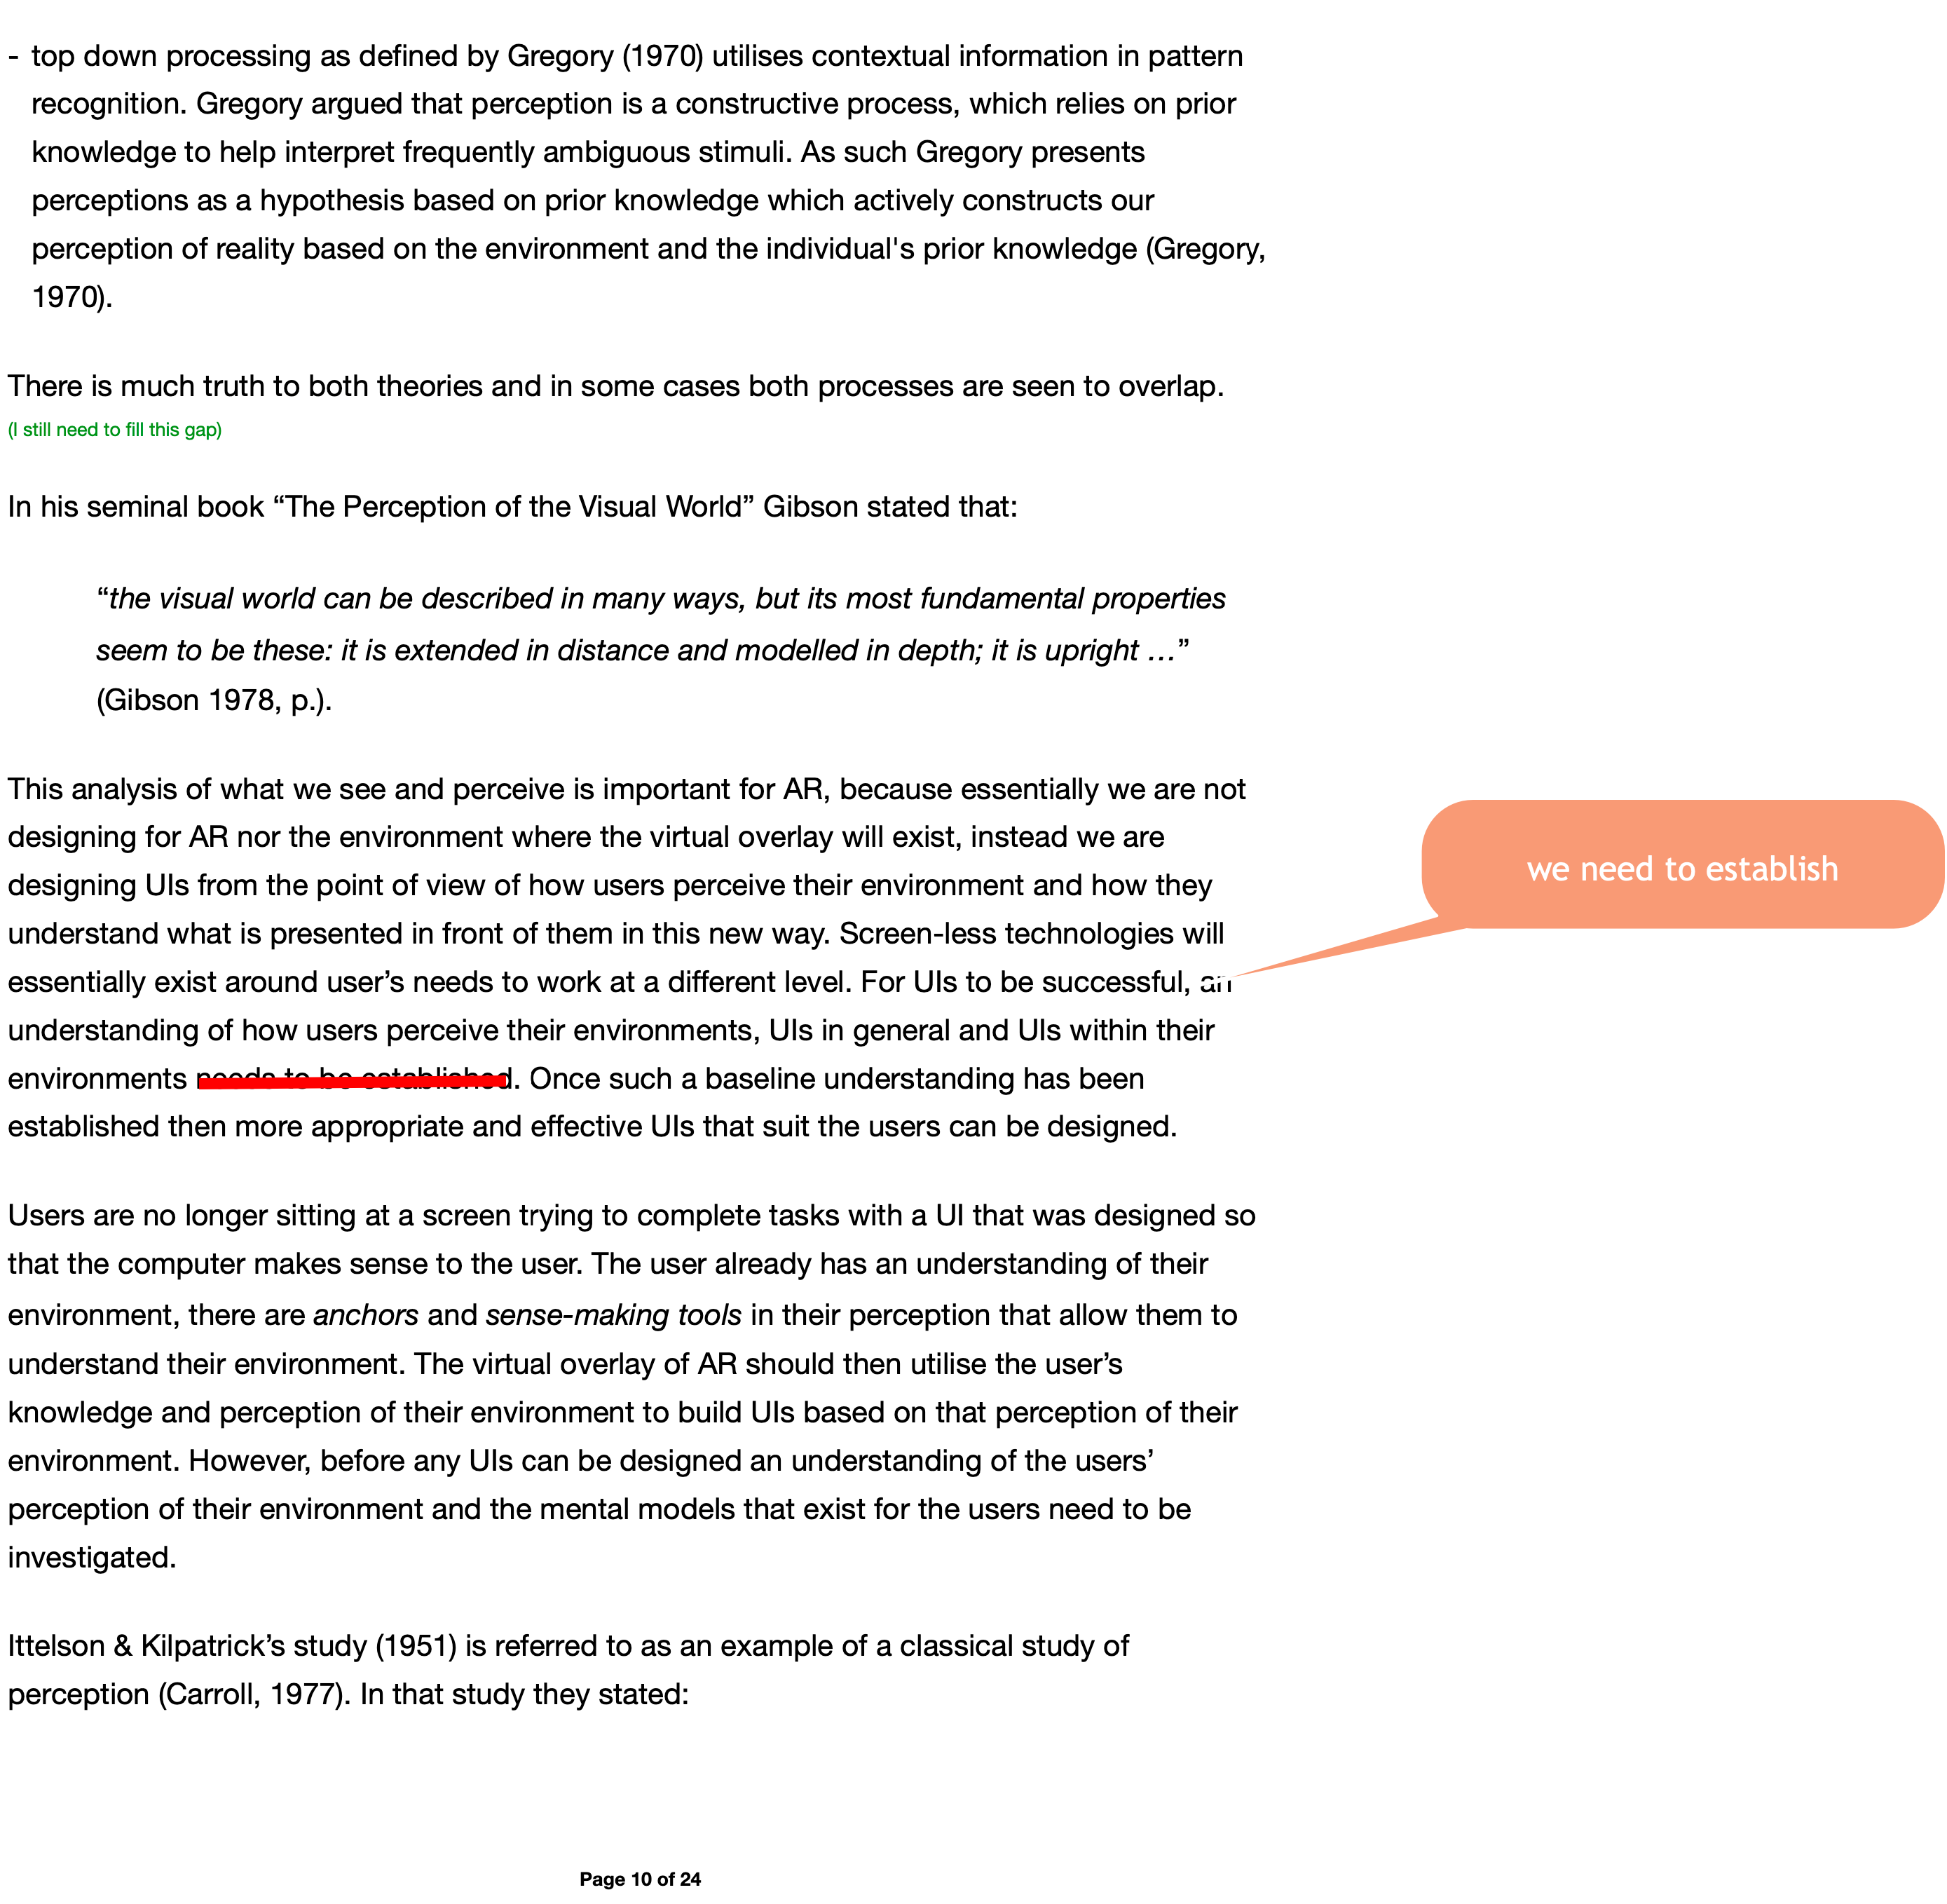 - top down processing as defined by Gregory (1970) utilises contextual information in pattern
recognition. Gregory argued that perception is a constructive process, which relies on prior
knowledge to help interpret frequently ambiguous stimuli. As such Gregory presents
perceptions as a hypothesis based on prior knowledge which actively constructs our
perception of reality based on the environment and the individual's prior knowledge (Gregory,
1970).
There is much truth to both theories and in some cases both processes are seen to overlap.
(I still need to fill this gap)
In his seminal book “The Perception of the Visual World” Gibson stated that:
“the visual world can be described in many ways, but its most fundamental properties
seem to be these: it is extended in distance and modelled in depth; it is upright …”
(Gibson 1978, p.).
This analysis of what we see and perceive is important for AR, because essentially we are not
designing for AR nor the environment where the virtual overlay will exist, instead we are
designing UIs from the point of view of how users perceive their environment and how they
understand what is presented in front of them in this new way. Screen-less technologies will
essentially exist around user’s needs to work at a different level. For UIs to be successful, an
understanding of how users perceive their environments, UIs in general and UIs within their
environments needs to be established. Once such a baseline understanding has been
established then more appropriate and effective UIs that suit the users can be designed.
we need to establish
Users are no longer sitting at a screen trying to complete tasks with a UI that was designed so
that the computer makes sense to the user. The user already has an understanding of their
environment, there are anchors and sense-making tools in their perception that allow them to
understand their environment. The virtual overlay of AR should then utilise the user’s
knowledge and perception of their environment to build UIs based on that perception of their
environment. However, before any UIs can be designed an understanding of the users’
perception of their environment and the mental models that exist for the users need to be
investigated.
Ittelson & Kilpatrick’s study (1951) is referred to as an example of a classical study of
perception (Carroll, 1977). In that study they stated:
Page 10 of 24